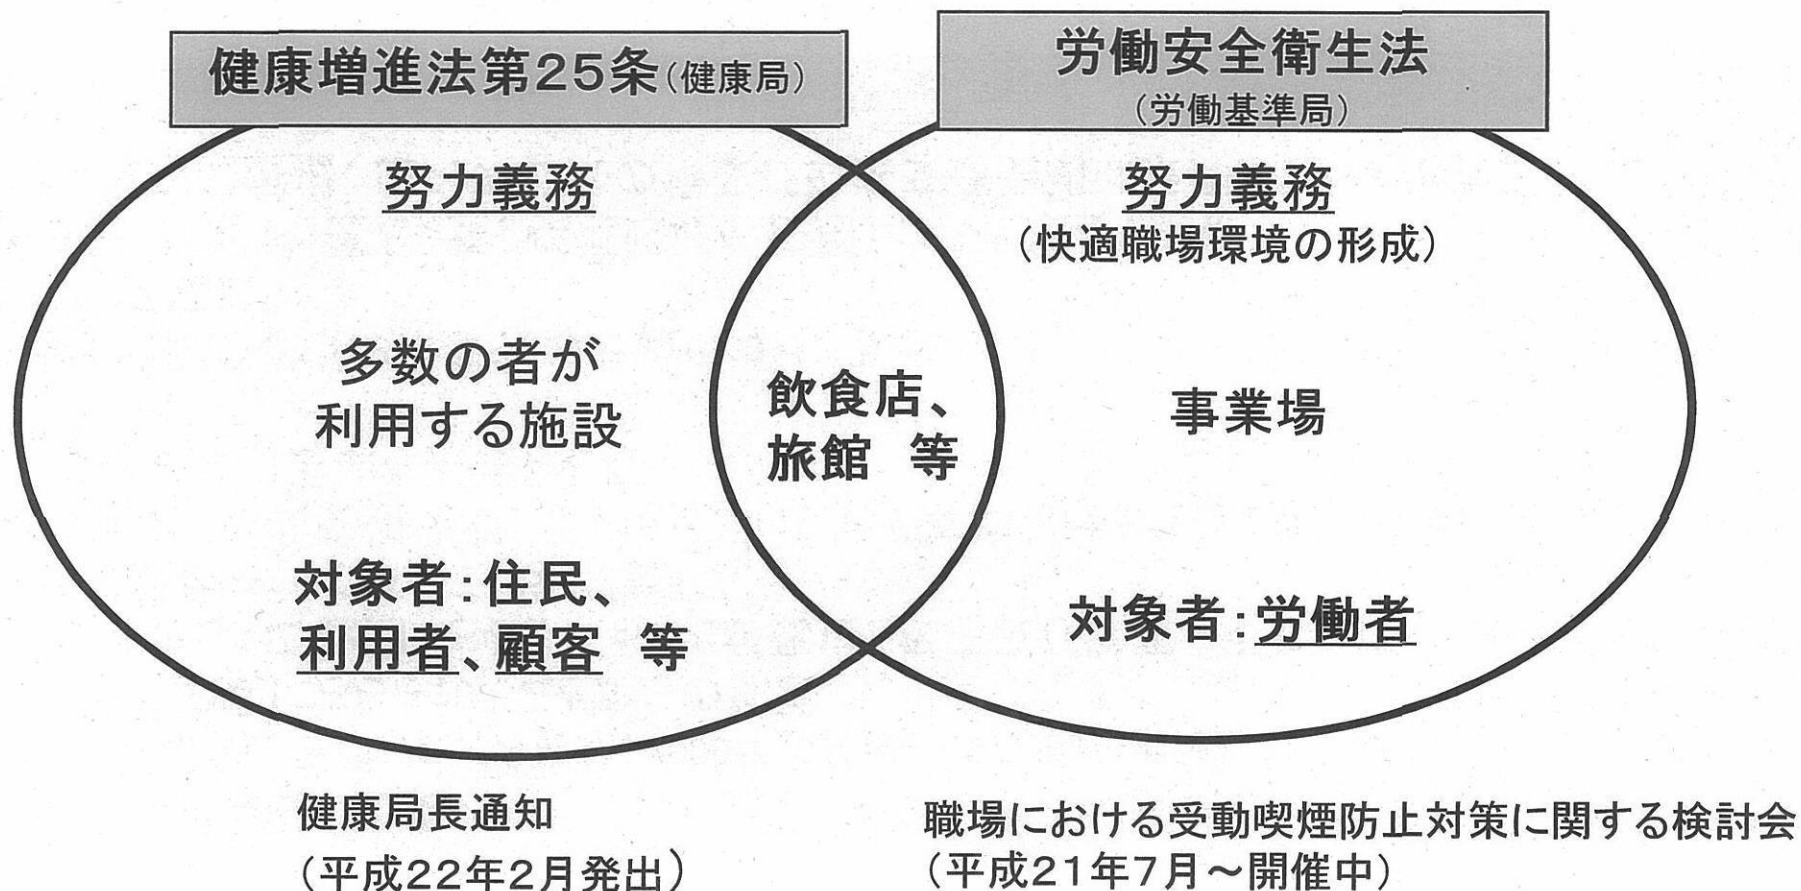 健康増進法第25条(健康局)
努力義務
多数の者が
利用する施設
対象者:住民、
利用者、顧客 等
健康局長通知
(平成22年2月発出)
飲食店、
旅館 等
労働安全衛生法
(労働基準局)
努力義務
(快適職場環境の形成)
事業場
対象者:労働者
職場における受動喫煙防止対策に関する検討会
(平成21年7月～開催中)